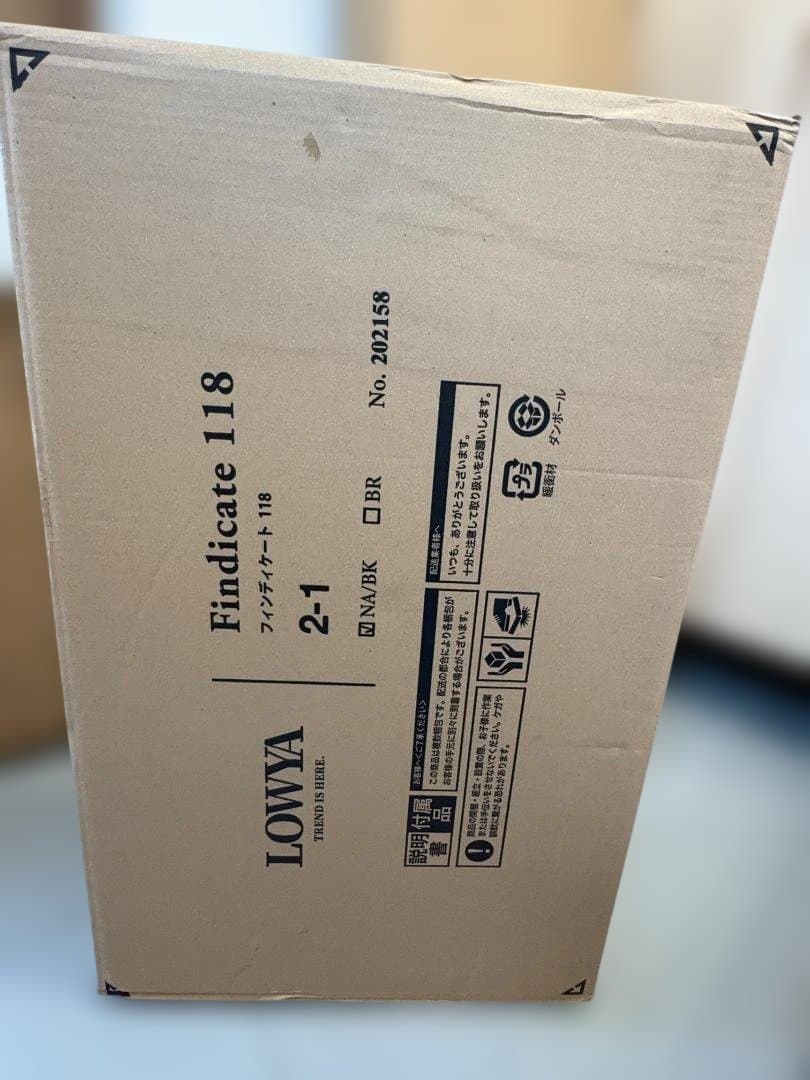 LOWYA
TREND IS HERE.
Findicate 118
フィンディケート 118
2-1
☑ NA/BK ☐ BR No. 202158
説明書
付属品
お客様へ<ご了承ください>
この商品は複数梱包です。配送の都合により各梱包が
お客様の手元に別々に到着する場合がございます。
配送業者様へ
いつも、ありがとうございます。
十分に注意して取り扱いをお願いします。
商品の開梱・組立・設置の際、お子様に作業
または手伝いをさせないでください。ケガや
誤飲に繋がる恐れがあります。
プラ
緩衝材
ダンボール